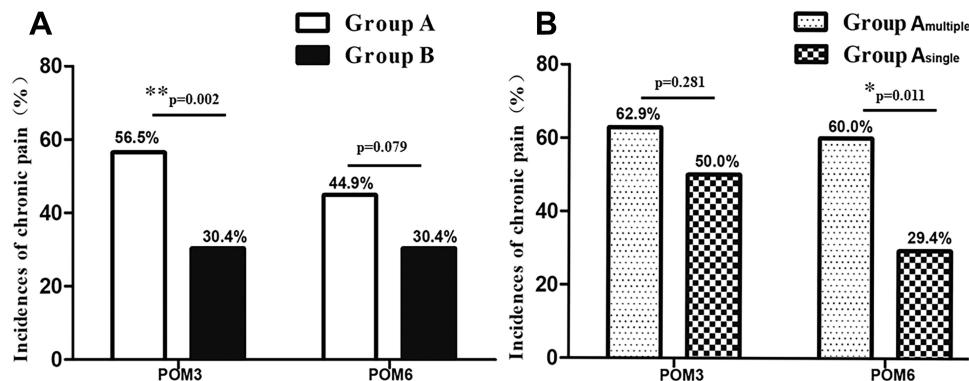 A
Group A
Group B
Incidences of chronic pain (%)
80
60
40
20
0
**p=0.002
56.5%
30.4%
p=0.079
44.9%
30.4%
POM3
POM6
B
Group Amultiple
Group Asingle
Incidences of chronic pain (%)
80
60
40
20
0
p=0.281
62.9%
50.0%
*p=0.011
60.0%
29.4%
POM3
POM6